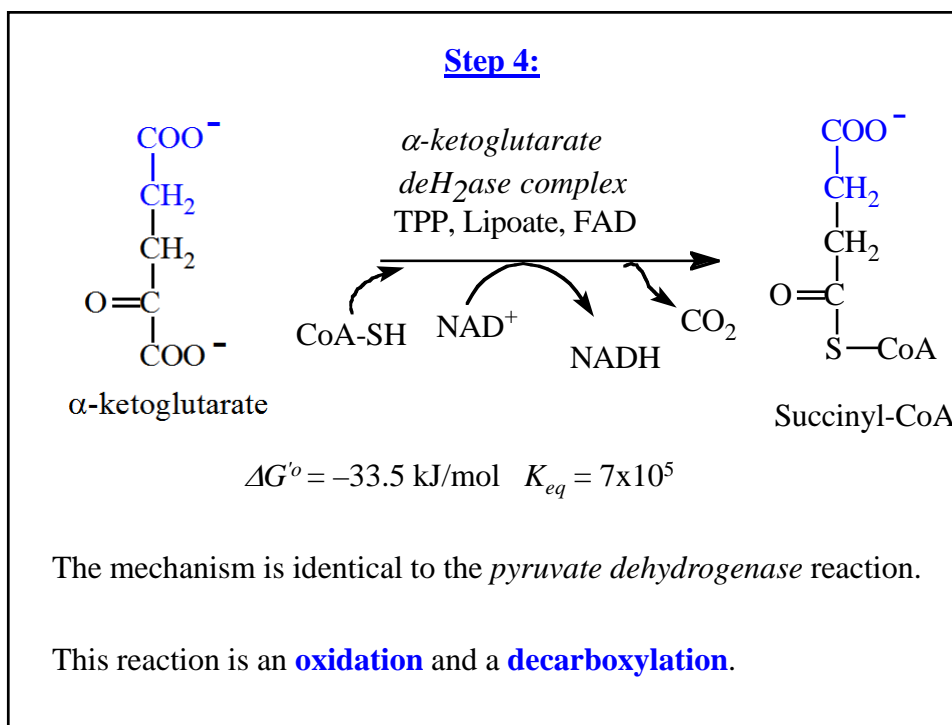 Step 4:
COO⁻
CH₂
CH₂
O=C
COO⁻
α-ketoglutarate
α-ketoglutarate
deH₂ase complex
TPP, Lipoate, FAD
CoA-SH
NAD⁺
NADH
CO₂
COO⁻
CH₂
CH₂
O=C
S—CoA
Succinyl-CoA
ΔG'° = –33.5 kJ/mol K_eq = 7x10⁵
The mechanism is identical to the pyruvate dehydrogenase reaction.
This reaction is an oxidation and a decarboxylation.